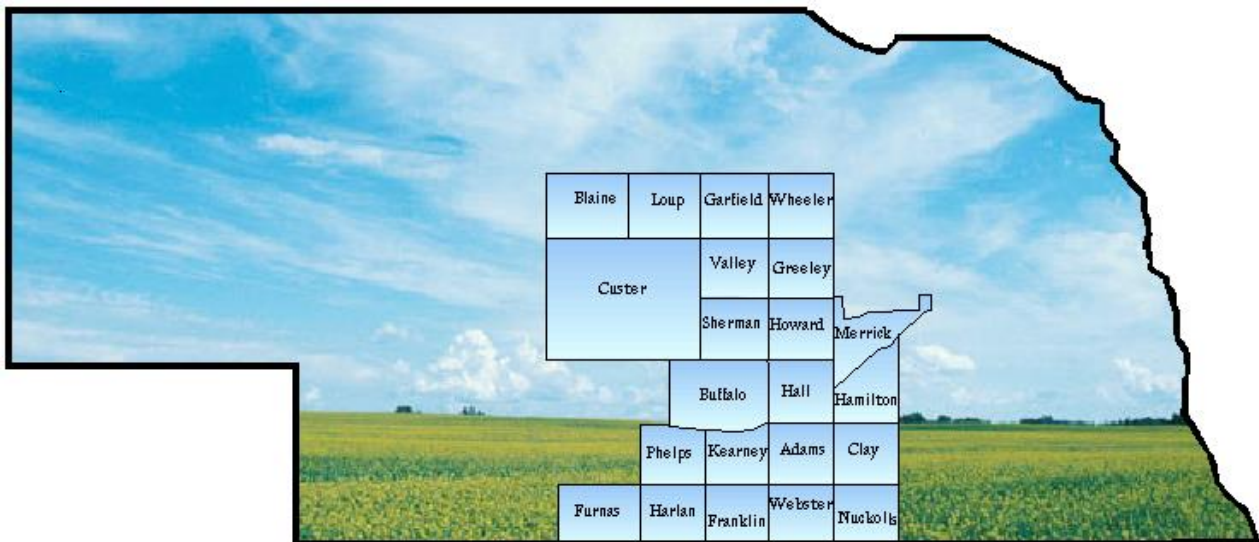 Blaine
Loup
Garfield
Wheeler
Custer
Valley
Greeley
Sherman
Howard
Merrick
Buffalo
Hall
Hamilton
Phelps
Kearney
Adams
Clay
Furnas
Harlan
Franklin
Webster
Nuckolls